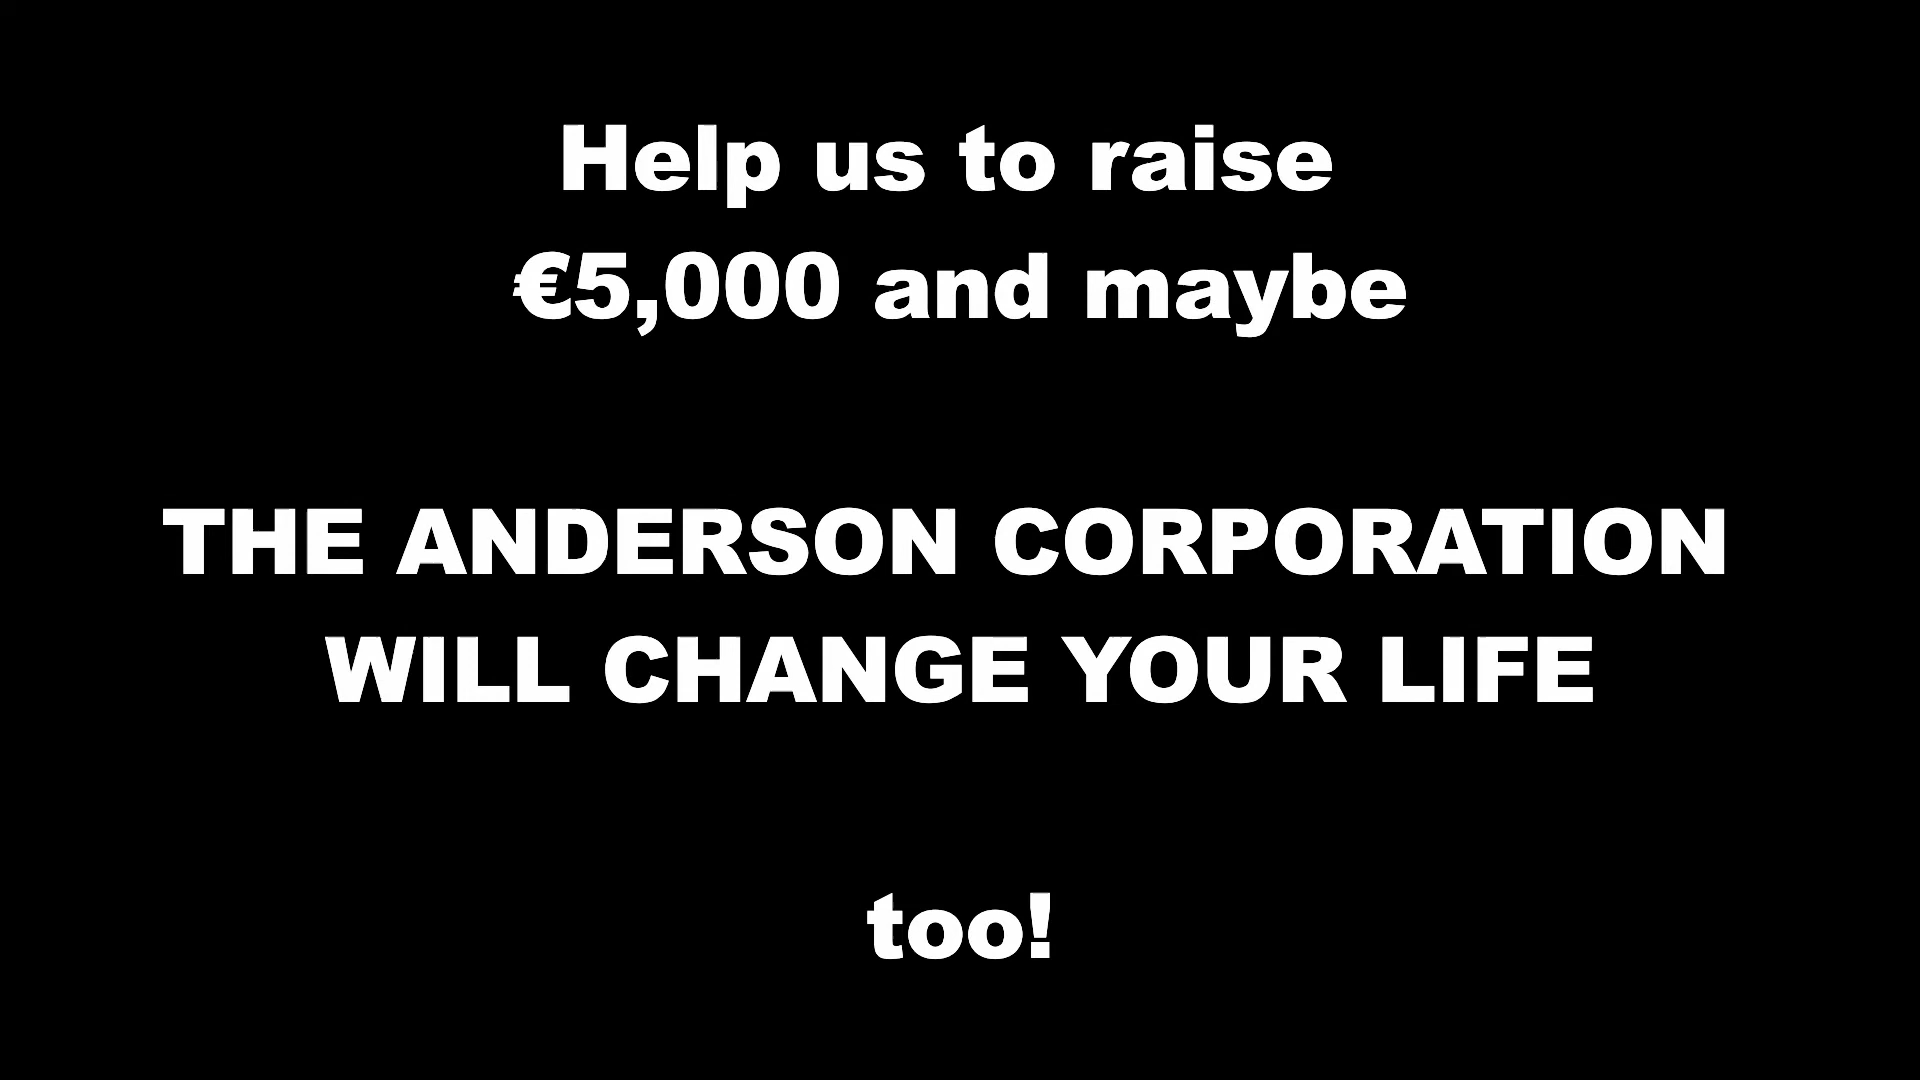 Help us to raise
€5,000 and maybe
THE ANDERSON CORPORATION
WILL CHANGE YOUR LIFE
too!